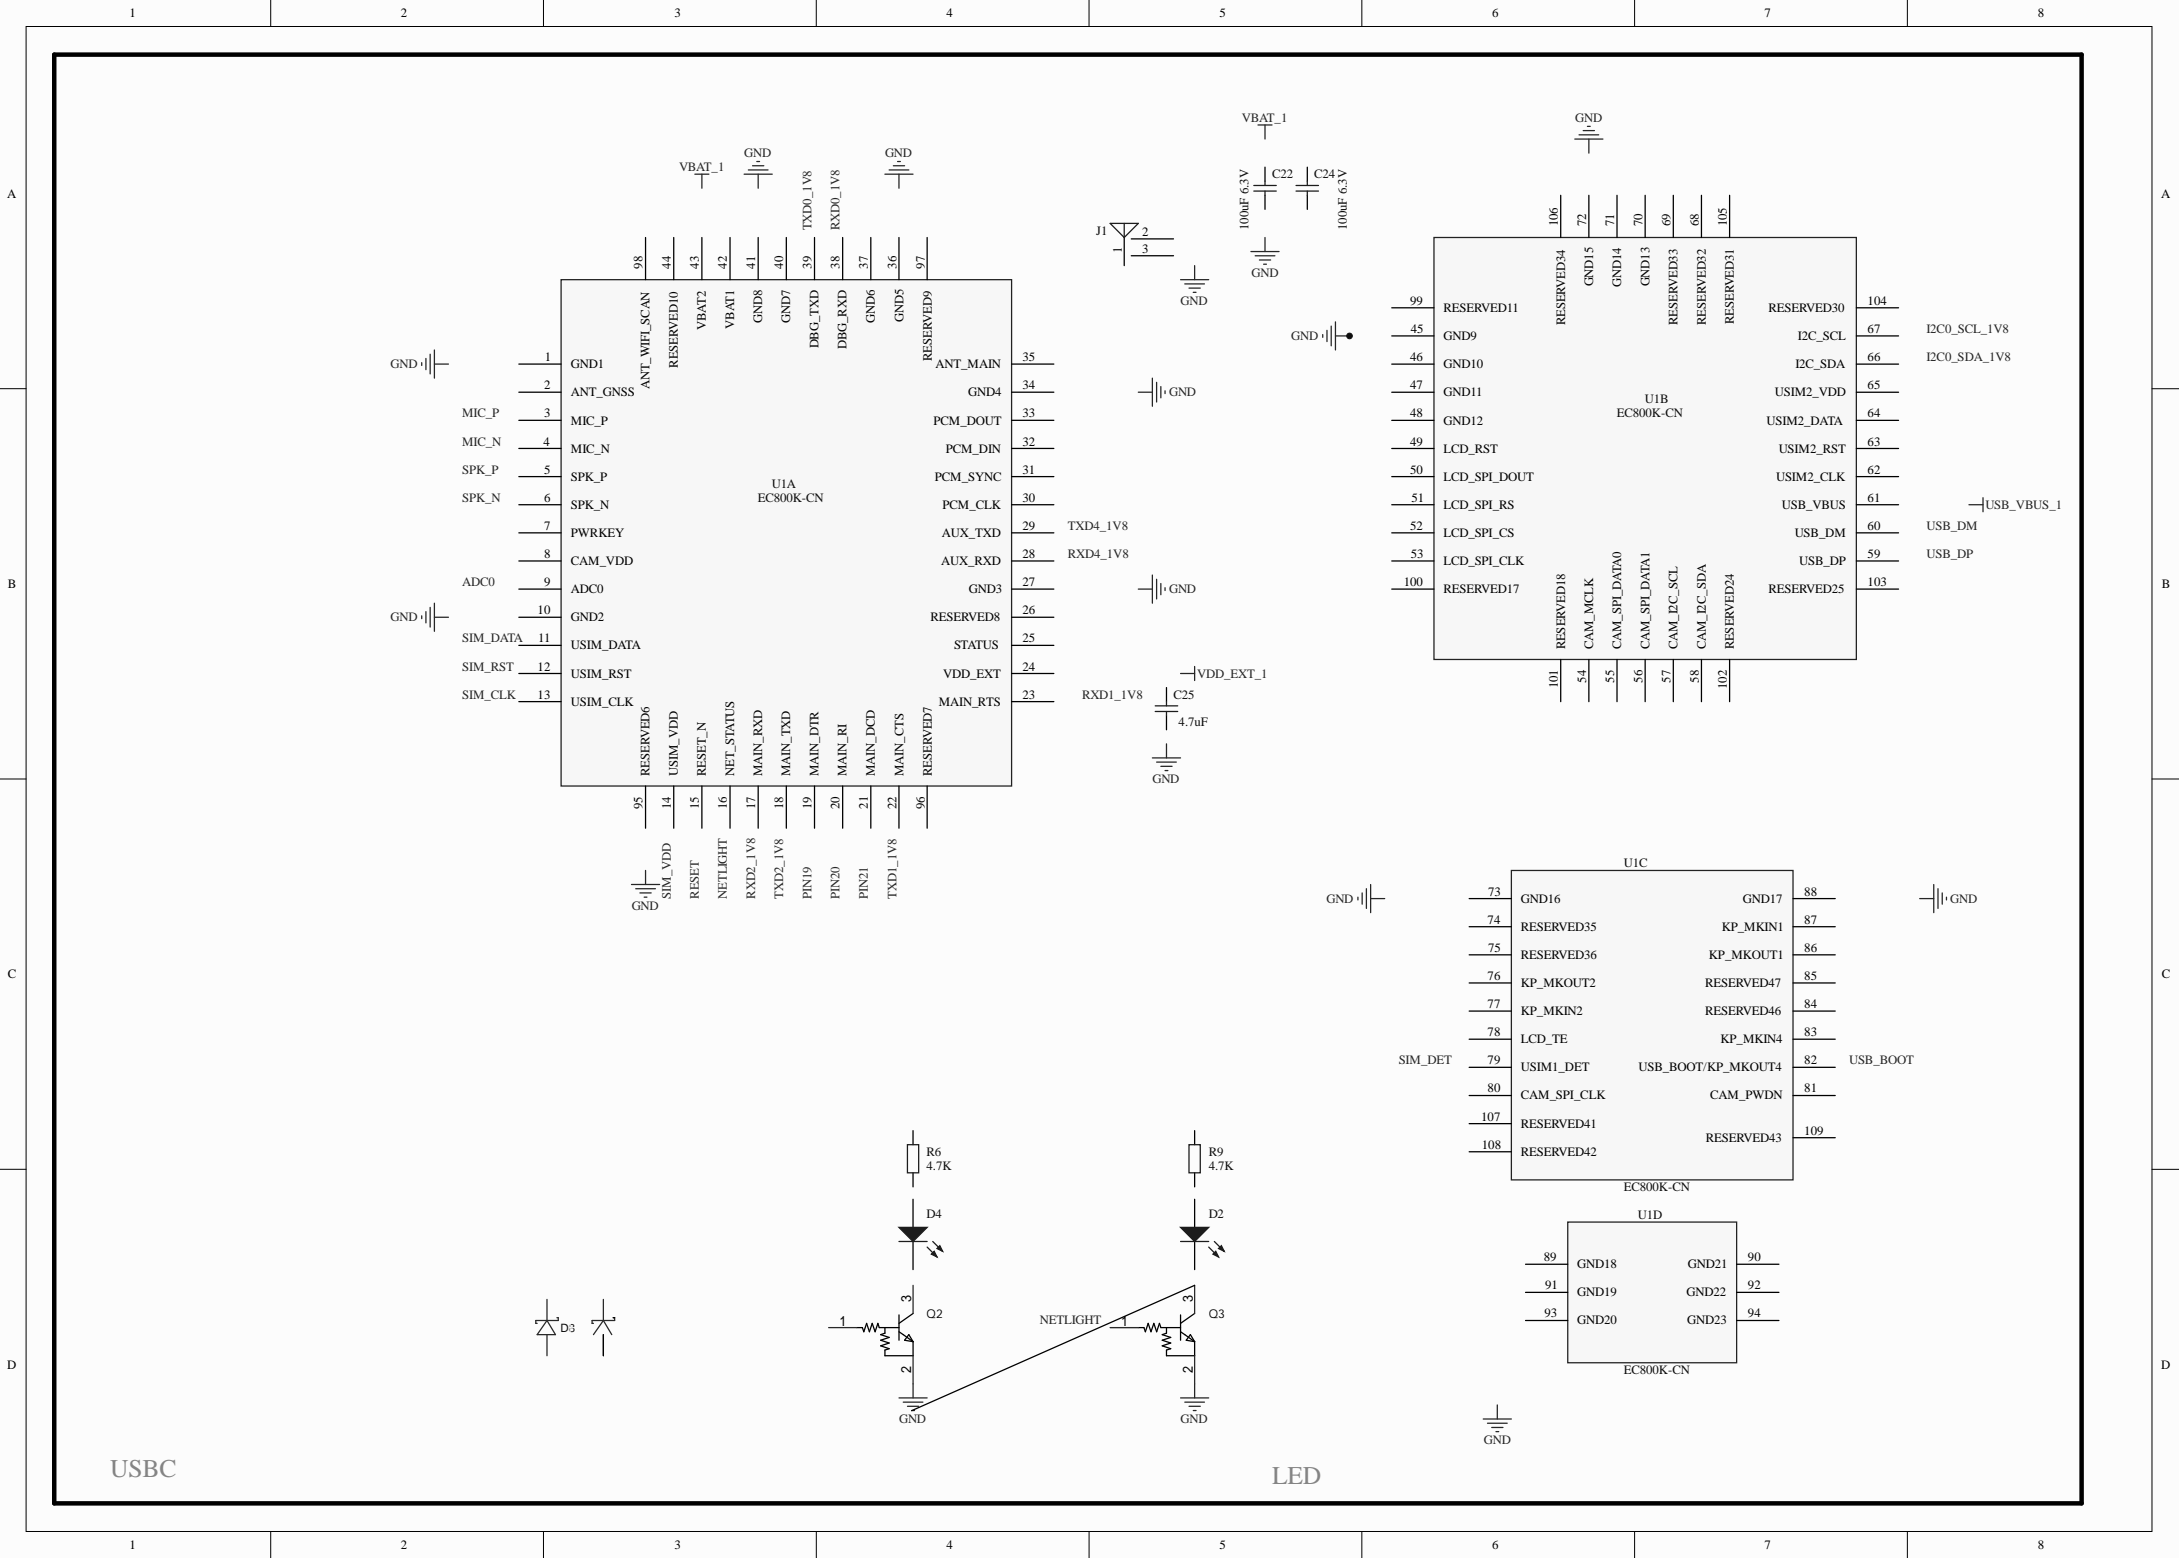 1 2 3 4 5 6 7 8
A A
B B
C C
D D
VBAT_1
GND
TXD0_1V8
RXD0_1V8
GND
98 44 43 42 41 40 39 38 37 36 97
ANT_WIFI_SCAN
RESERVED10
VBAT2
VBAT1
GND8
GND7
DBG_TXD
DBG_RXD
GND6
GND5
RESERVED9
U1A
EC800K-CN
GND 1 GND1
2 ANT_GNSS
MIC_P 3 MIC_P
MIC_N 4 MIC_N
SPK_P 5 SPK_P
SPK_N 6 SPK_N
7 PWRKEY
8 CAM_VDD
ADC0 9 ADC0
GND 10 GND2
SIM_DATA 11 USIM_DATA
SIM_RST 12 USIM_RST
SIM_CLK 13 USIM_CLK
ANT_MAIN 35
GND4 34 GND
PCM_DOUT 33
PCM_DIN 32
PCM_SYNC 31
PCM_CLK 30
AUX_TXD 29 TXD4_1V8
AUX_RXD 28 RXD4_1V8
GND3 27 GND
RESERVED8 26
STATUS 25
VDD_EXT 24 VDD_EXT_1
MAIN_RTS 23 RXD1_1V8
C25
4.7uF
GND
RESERVED6
USIM_VDD
RESET_N
NET_STATUS
MAIN_RXD
MAIN_TXD
MAIN_DTR
MAIN_RI
MAIN_DCD
MAIN_CTS
RESERVED7
95 14 15 16 17 18 19 20 21 22 96
GND
SIM_VDD
RESET
NETLIGHT
RXD2_1V8
TXD2_1V8
PIN19
PIN20
PIN21
TXD1_1V8
J1
1
2
3
GND
VBAT_1
C22
100uF 6.3V
C24
100uF 6.3V
GND
GND
GND
106 72 71 70 69 68 105
RESERVED34
GND15
GND14
GND13
RESERVED33
RESERVED32
RESERVED31
U1B
EC800K-CN
99 RESERVED11
45 GND9
46 GND10
47 GND11
48 GND12
49 LCD_RST
50 LCD_SPI_DOUT
51 LCD_SPI_RS
52 LCD_SPI_CS
53 LCD_SPI_CLK
100 RESERVED17
RESERVED30 104
I2C_SCL 67 I2C0_SCL_1V8
I2C_SDA 66 I2C0_SDA_1V8
USIM2_VDD 65
USIM2_DATA 64
USIM2_RST 63
USIM2_CLK 62
USB_VBUS 61 USB_VBUS_1
USB_DM 60 USB_DM
USB_DP 59 USB_DP
RESERVED25 103
RESERVED18
CAM_MCLK
CAM_SPI_DATA0
CAM_SPI_DATA1
CAM_I2C_SCL
CAM_I2C_SDA
RESERVED24
101 54 55 56 57 58 102
U1C
GND 73 GND16
74 RESERVED35
75 RESERVED36
76 KP_MKOUT2
77 KP_MKIN2
78 LCD_TE
SIM_DET 79 USIM1_DET
80 CAM_SPI_CLK
107 RESERVED41
108 RESERVED42
GND17 88 GND
KP_MKIN1 87
KP_MKOUT1 86
RESERVED47 85
RESERVED46 84
KP_MKIN4 83
USB_BOOT/KP_MKOUT4 82 USB_BOOT
CAM_PWDN 81
RESERVED43 109
EC800K-CN
U1D
89 GND18 GND21 90
91 GND19 GND22 92
93 GND20 GND23 94
EC800K-CN
GND
R6
4.7K
D4
3
1
Q2
2
GND
R9
4.7K
D2
3
NETLIGHT 1
Q3
2
GND
USBC
LED
1 2 3 4 5 6 7 8